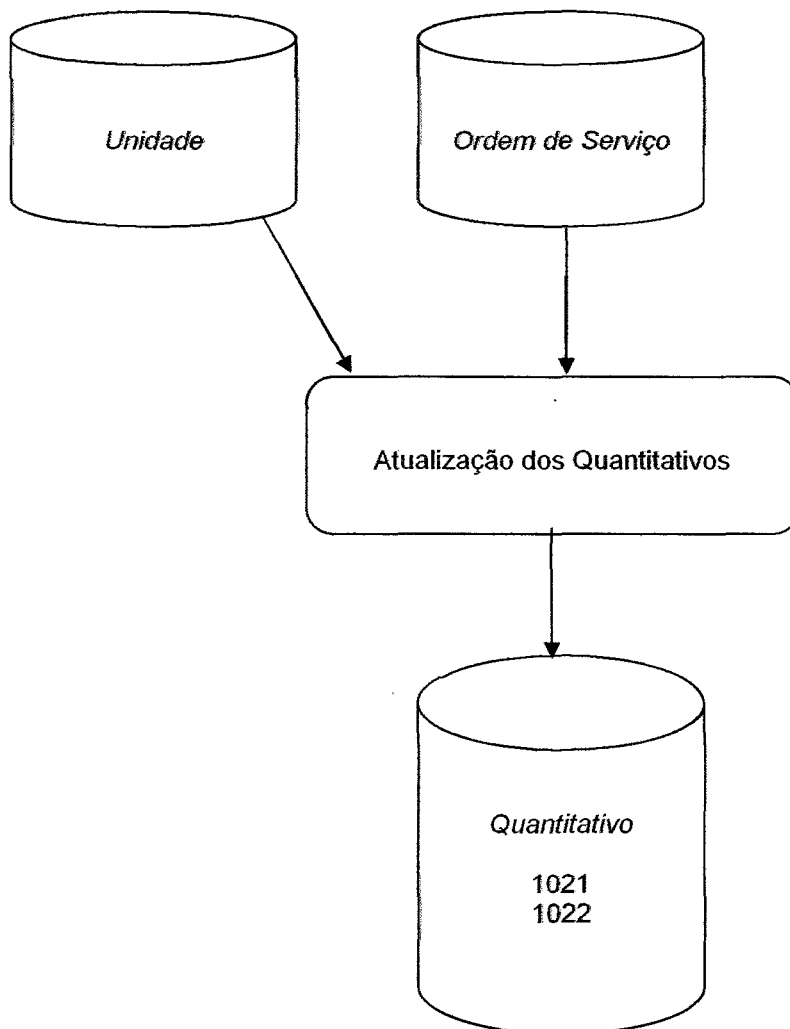 Unidade
Ordem de Serviço
Atualização dos Quantitativos
Quantitativo
1021
1022